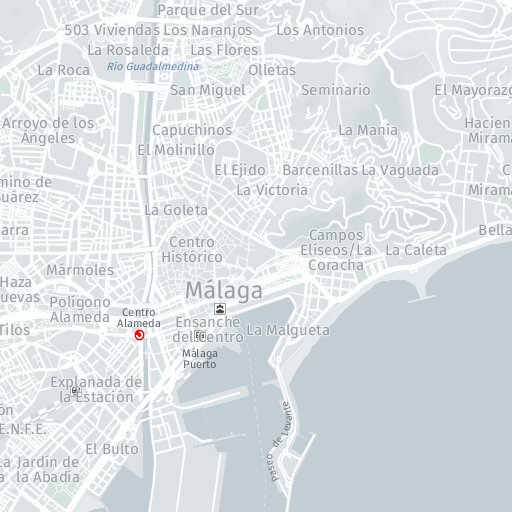 Parque del Sur
503 Viviendas Los Naranjos
Los Antonios
La Rosaleda
Las Flores
La Roca
Río Guadalmedina
Olletas
San Miguel
Seminario
El Mayorazg
Arroyo de los
Ángeles
Capuchinos
La Manía
Hacien
Mirama
El Molinillo
El Ejido
Barcenillas
La Vaguada
mino de
Suárez
La Victoria
C
Miram
La Goleta
arra
Centro
Histórico
Campos
Elíseos/La
Coracha
La Caleta
Bella
Mármoles
Haza
uevas
Málaga
Polígono
Alameda
Centro
Alameda
Tilos
Ensanche
del Centro
La Malgueta
Málaga
Puerto
Explanada de
la Estación
ón
E.N.F.E.
El Bulto
Paseo de Levante
La Jardín de
la Abadía